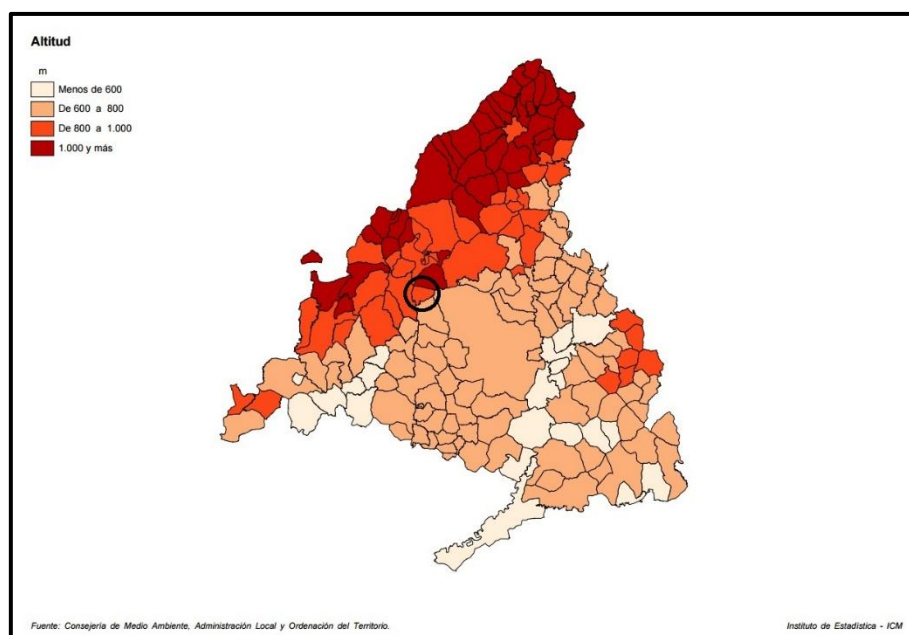 Altitud
m
Menos de 600
De 600 a 800
De 800 a 1.000
1.000 y más
Fuente: Consejería de Medio Ambiente, Administración Local y Ordenación del Territorio.
Instituto de Estadística - ICM